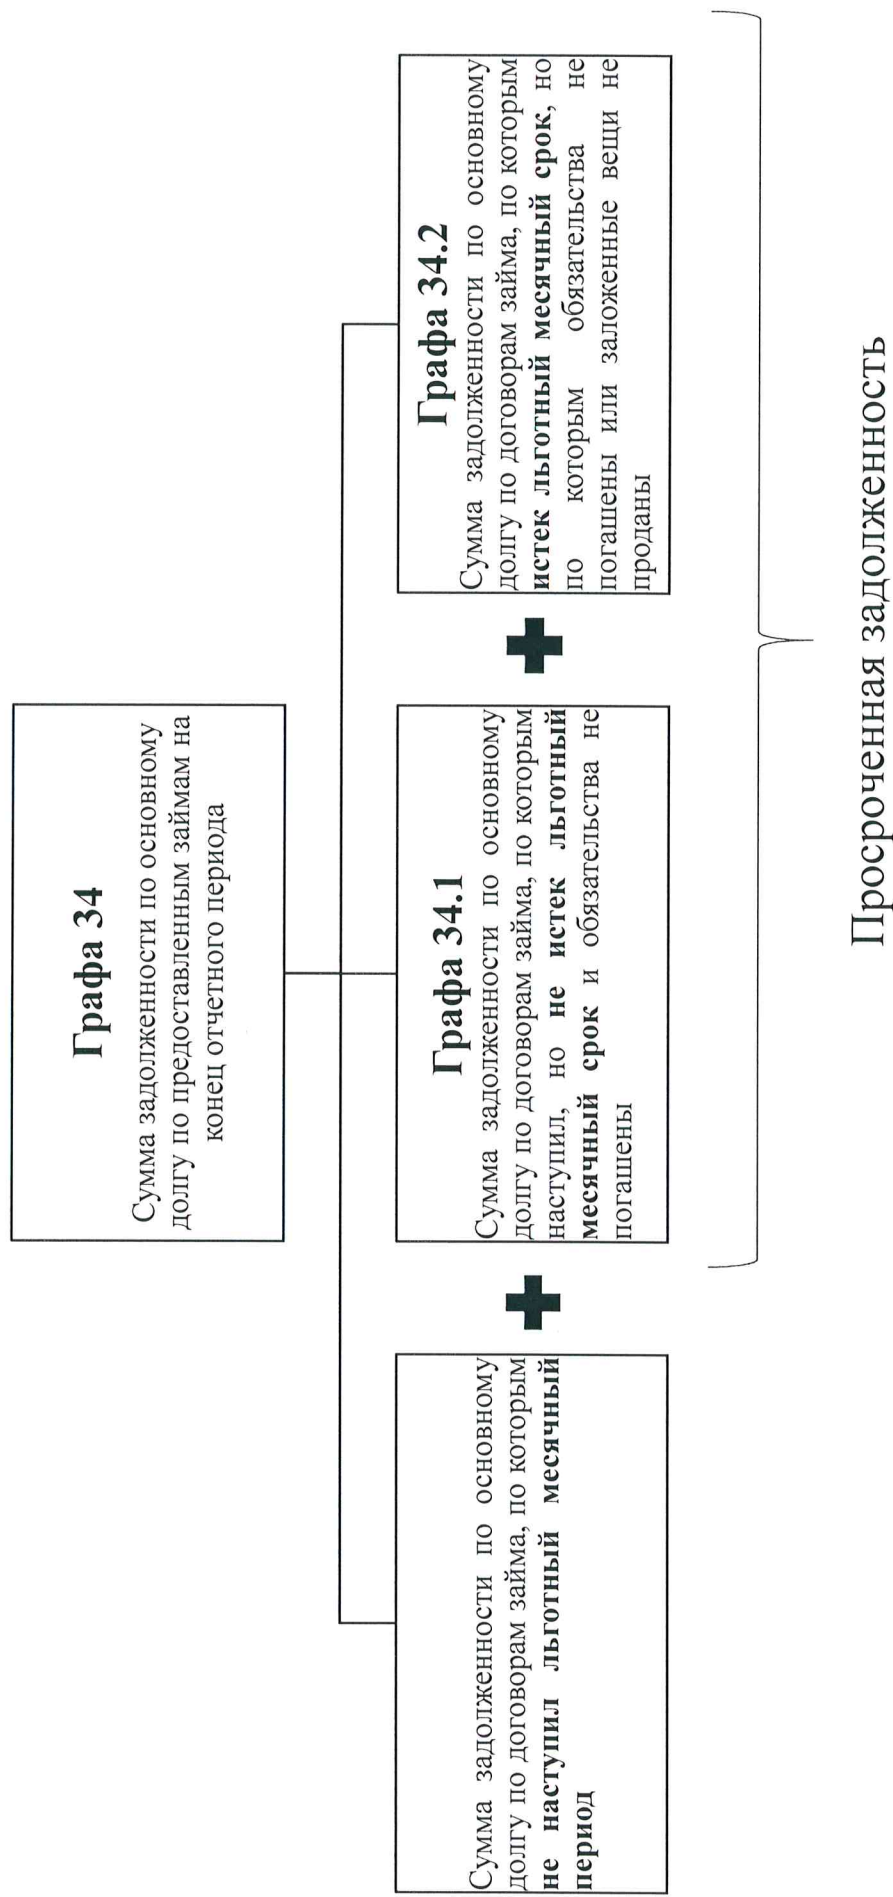 Графа 34
Сумма задолженности по основному
долгу по предоставленным займам на
конец отчетного периода
Сумма задолженности по основному
долгу по договорам займа, по которым
не наступил льготный месячный
период
Графа 34.1
Сумма задолженности по основному
долгу по договорам займа, по которым
наступил, но не истек льготный
месячный срок и обязательства не
погашены
Графа 34.2
Сумма задолженности по основному
долгу по договорам займа, по которым
истек льготный месячный срок, но
по которым обязательства не
погашены или заложенные вещи не
проданы
Просроченная задолженность